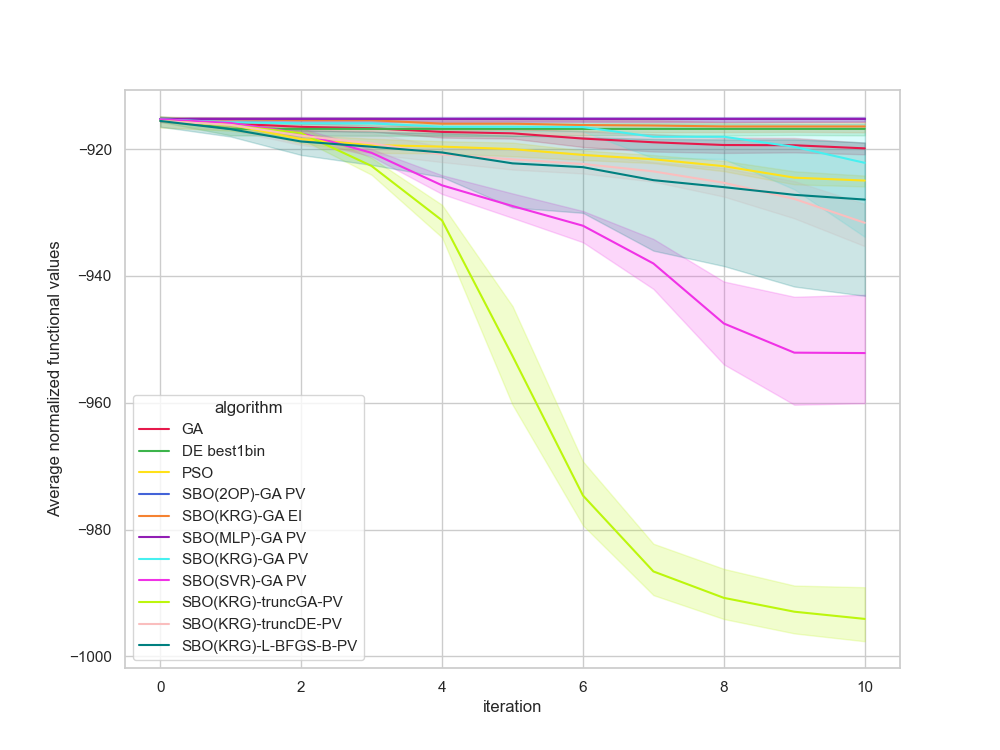 Average normalized functional values
−920
−940
−960
−980
−1000
algorithm
GA
DE best1bin
PSO
SBO(2OP)-GA PV
SBO(KRG)-GA EI
SBO(MLP)-GA PV
SBO(KRG)-GA PV
SBO(SVR)-GA PV
SBO(KRG)-truncGA-PV
SBO(KRG)-truncDE-PV
SBO(KRG)-L-BFGS-B-PV
0 2 4 6 8 10
iteration